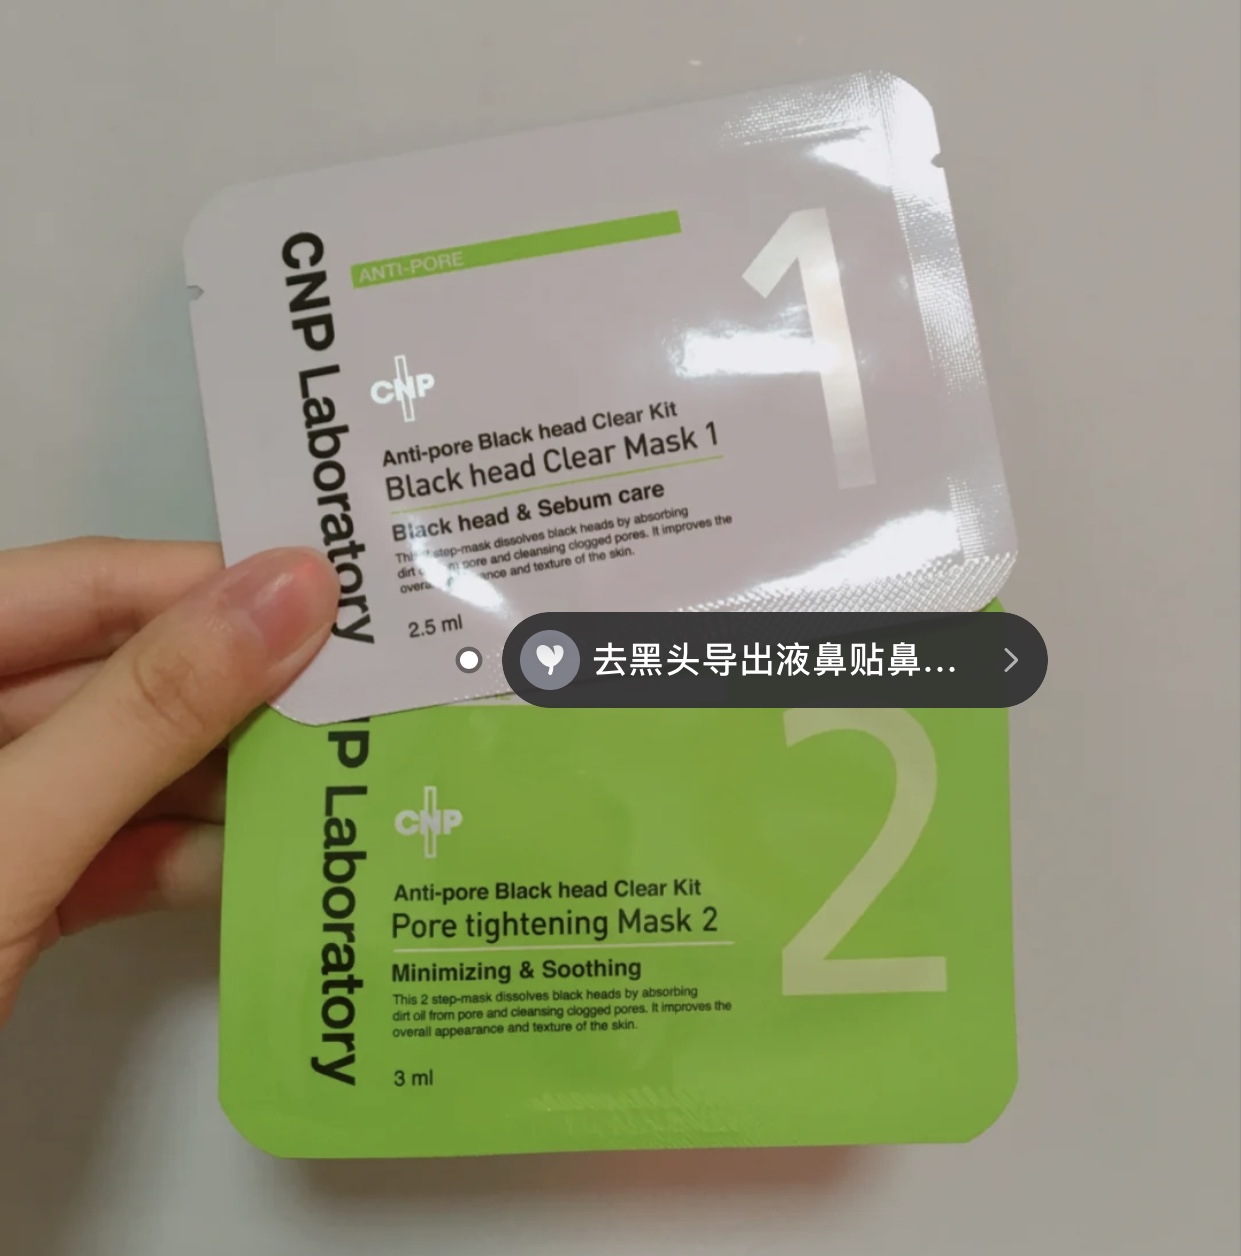 CNP Laboratory
ANTI-PORE
CNP
Anti-pore Black head Clear Kit
Black head Clear Mask 1
Black head & Sebum care
This 2 step-mask dissolves black heads by absorbing
dirt pore and cleansing clogged pores. It improves the
and texture of the skin.
2.5 ml
1
去黑头导出液鼻贴鼻...
NP Laboratory
CNP
Anti-pore Black head Clear Kit
Pore tightening Mask 2
Minimizing & Soothing
This 2 step-mask dissolves black heads by absorbing
dirt oil from pore and cleansing clogged pores. It improves the
overall appearance and texture of the skin.
3 ml
2